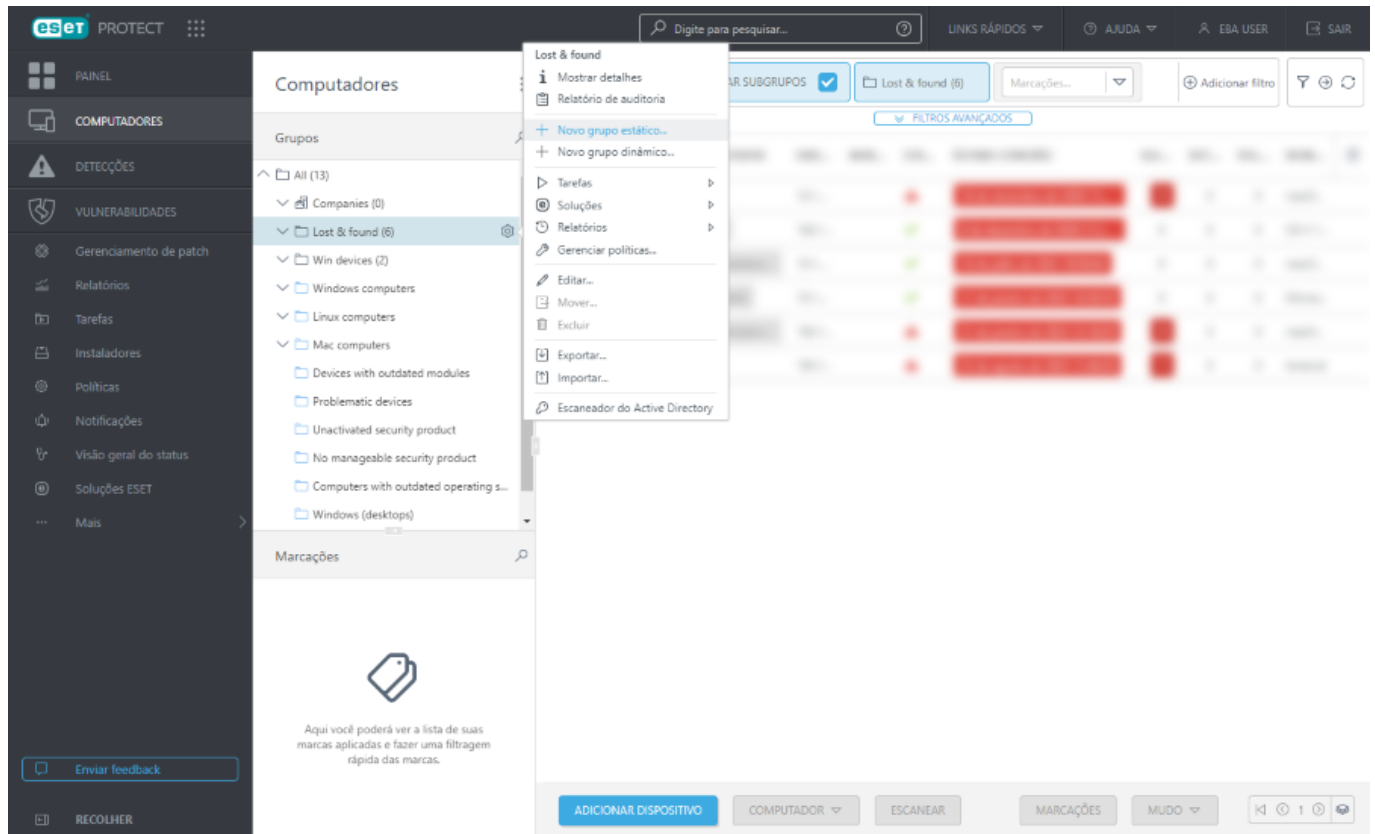 eset PROTECT
Digite para pesquisar...
LINKS RÁPIDOS
AJUDA
EBA USER
SAIR
PAINEL
COMPUTADORES
DETECÇÕES
VULNERABILIDADES
Gerenciamento de patch
Relatórios
Tarefas
Instaladores
Políticas
Notificações
Visão geral do status
Soluções ESET
Mais
Enviar feedback
RECOLHER
Computadores
Grupos
All (13)
Companies (0)
Lost & found (6)
Win devices (2)
Windows computers
Linux computers
Mac computers
Devices with outdated modules
Problematic devices
Unactivated security product
No manageable security product
Computers with outdated operating s...
Windows (desktops)
Marcações
Aqui você poderá ver a lista de suas
marcas aplicadas e fazer uma filtragem
rápida das marcas.
Lost & found
Mostrar detalhes
Relatório de auditoria
Novo grupo estático...
Novo grupo dinâmico...
Tarefas
Soluções
Relatórios
Gerenciar políticas...
Editar...
Mover...
Excluir
Exportar...
Importar...
Escaneador do Active Directory
AR SUBGRUPOS
Lost & found (6)
Marcações...
Adicionar filtro
FILTROS AVANÇADOS
ADICIONAR DISPOSITIVO
COMPUTADOR
ESCANEAR
MARCAÇÕES
MUDO
1